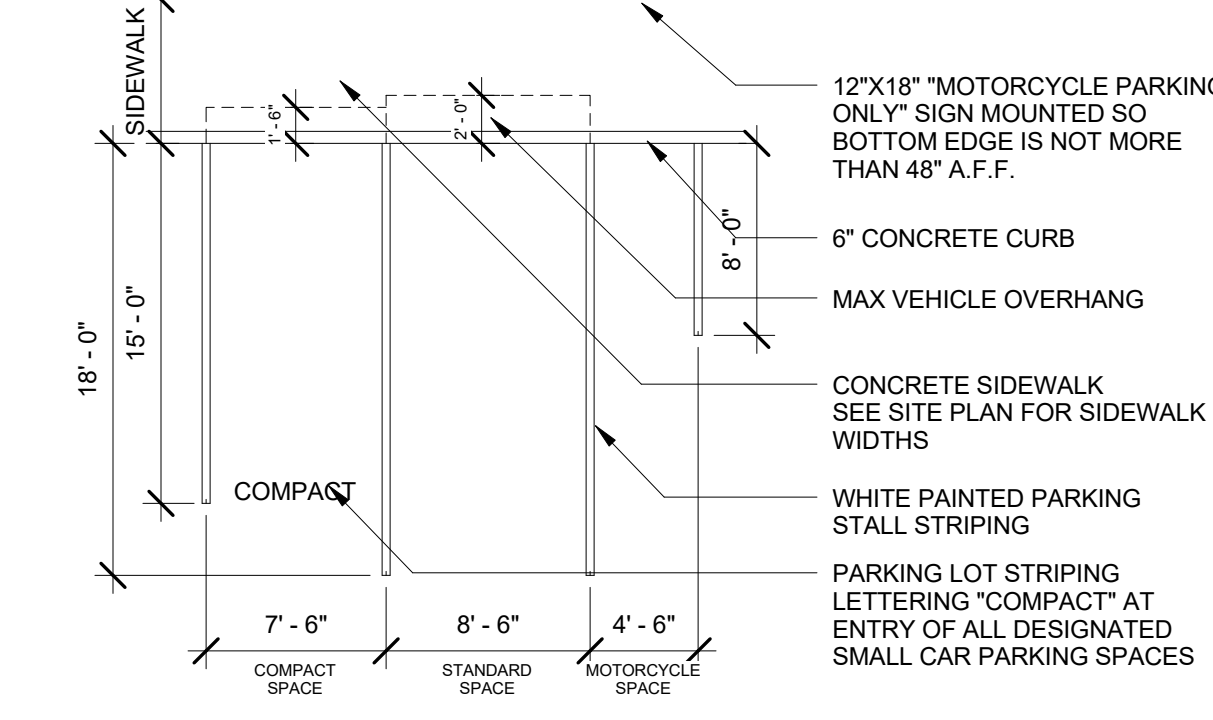 SIDEWALK
1' - 6"
2' - 0"
8' - 0"
15' - 0"
18' - 0"
COMPACT
7' - 6"
8' - 6"
4' - 6"
COMPACT
SPACE
STANDARD
SPACE
MOTORCYCLE
SPACE
12"X18" "MOTORCYCLE PARKING
ONLY" SIGN MOUNTED SO
BOTTOM EDGE IS NOT MORE
THAN 48" A.F.F.
6" CONCRETE CURB
MAX VEHICLE OVERHANG
CONCRETE SIDEWALK
SEE SITE PLAN FOR SIDEWALK
WIDTHS
WHITE PAINTED PARKING
STALL STRIPING
PARKING LOT STRIPING
LETTERING "COMPACT" AT
ENTRY OF ALL DESIGNATED
SMALL CAR PARKING SPACES